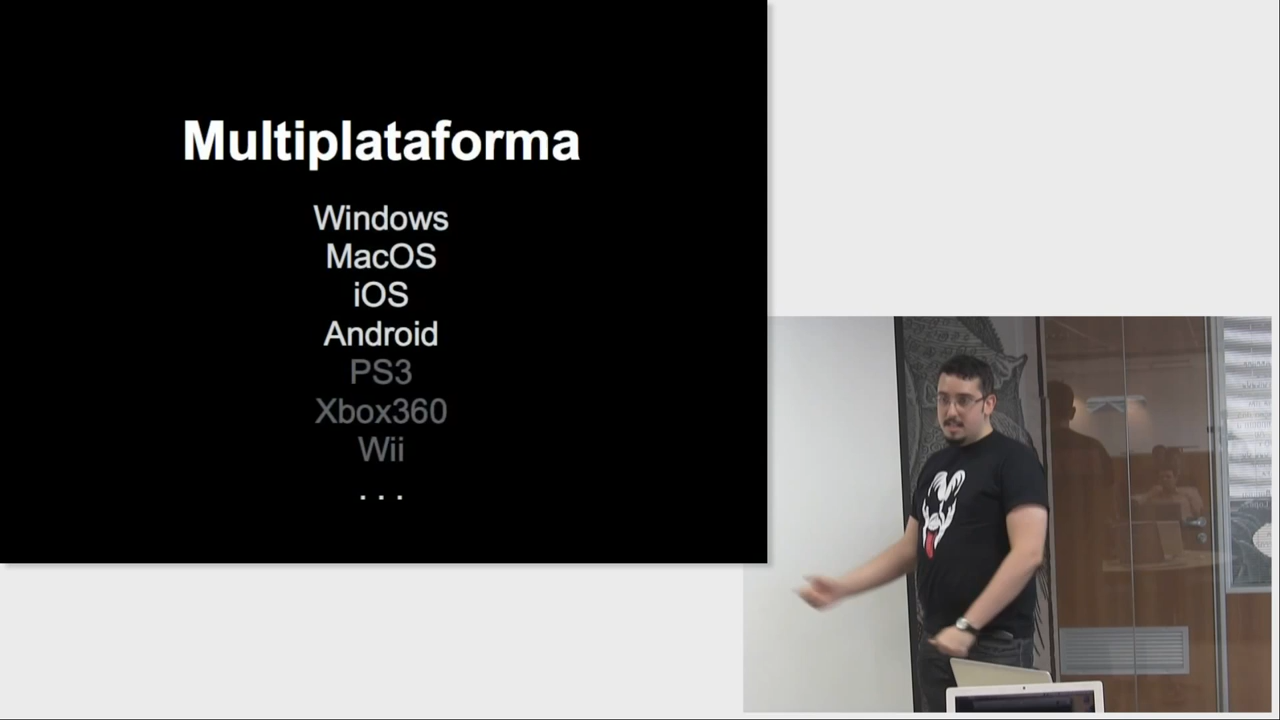 Multiplataforma
Windows
MacOS
iOS
Android
PS3
Xbox360
Wii
...